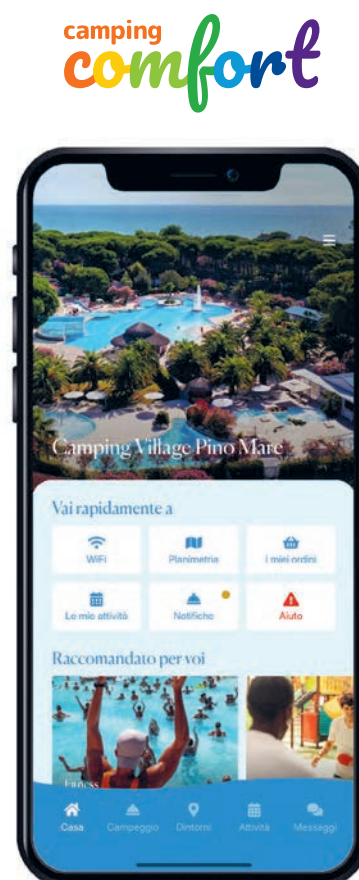 camping
comfort
Camping Village Pino Mare
Vai rapidamente a
WiFi
Planimetria
I miei ordini
Le mie attività
Notifiche
Aiuto
Raccomandato per voi
Fitness
Casa
Campeggio
Dintorni
Attività
Messaggi